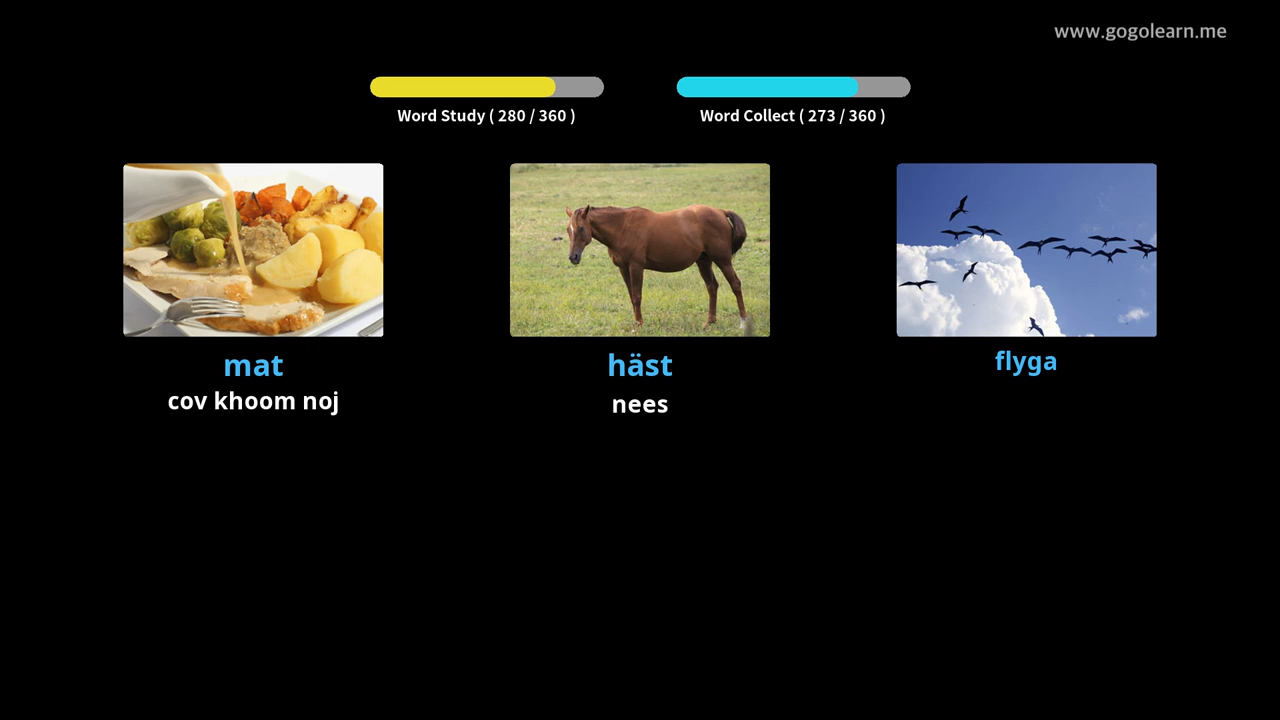 www.gogolearn.me
Word Study ( 280 / 360 )
Word Collect ( 273 / 360 )
mat
cov khoom noj
häst
nees
flyga